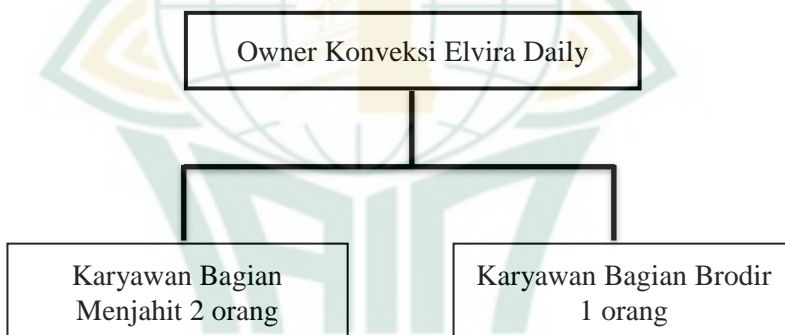 Owner Konveksi Elvira Daily
Karyawan Bagian
Menjahit 2 orang
Karyawan Bagian Brodir
1 orang